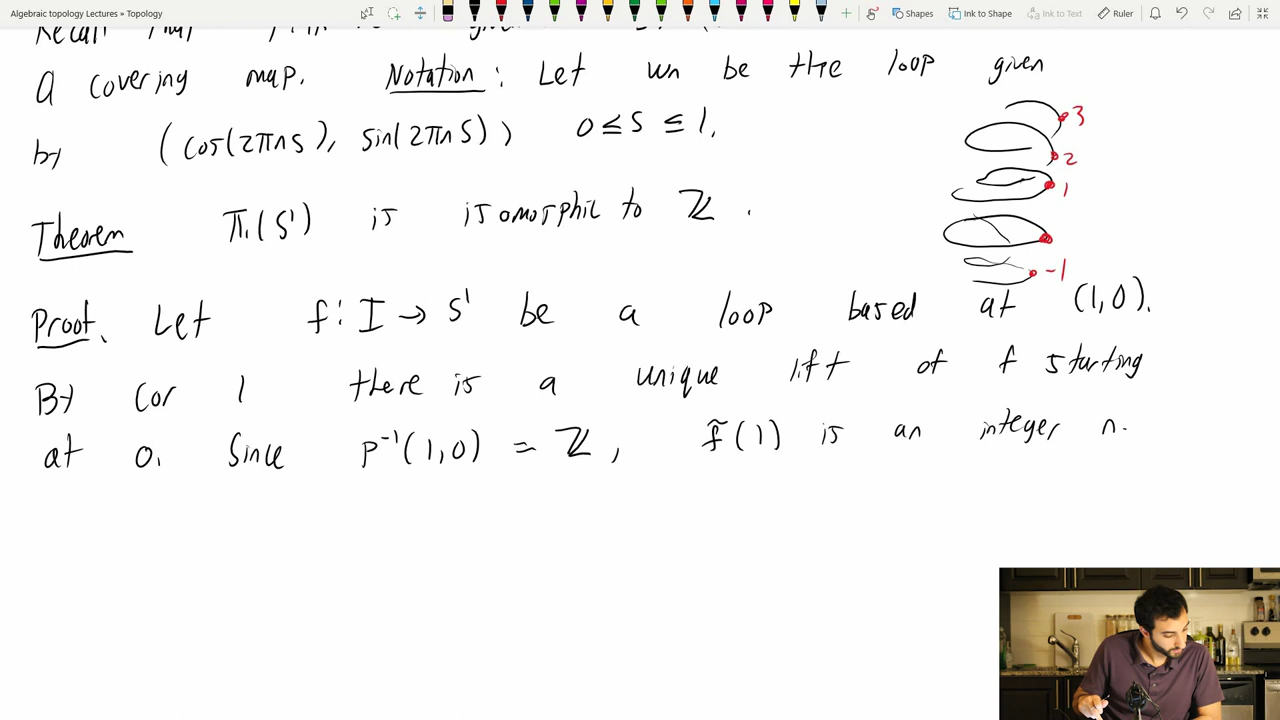 Algebraic topology Lectures » Topology
Shapes Ink to Shape Ink to Text Ruler
Recall that
A covering map. Notation: Let wn be the loop given
by (cos(2πns), sin(2πns)) 0≤s≤1.
3
2
1
-1
Theorem π₁(S¹) is isomorphic to ℤ.
Proof. Let f: I → S¹ be a loop based at (1,0).
By cor 1 there is a unique lift of f starting
at 0. Since p⁻¹(1,0) = ℤ, f̃(1) is an integer n.